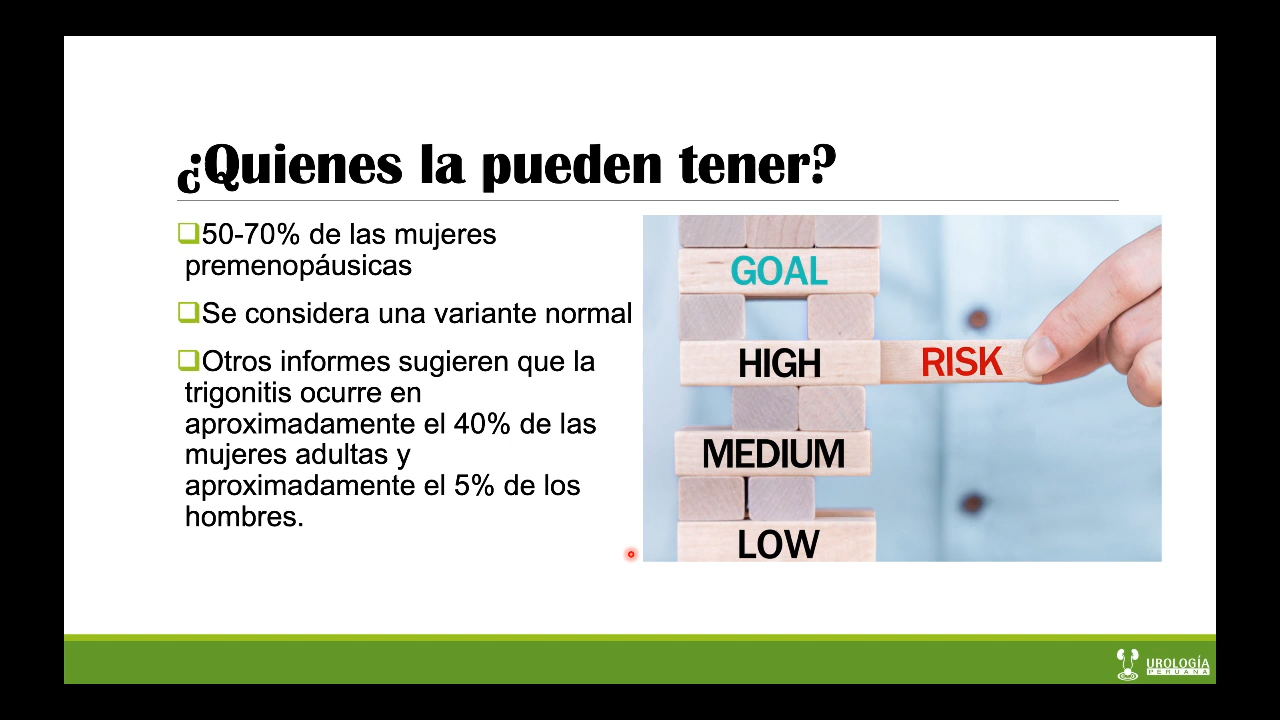 ¿Quienes la pueden tener?
50-70% de las mujeres
premenopáusicas
Se considera una variante normal
Otros informes sugieren que la
trigonitis ocurre en
aproximadamente el 40% de las
mujeres adultas y
aproximadamente el 5% de los
hombres.
GOAL
HIGH RISK
MEDIUM
LOW
UROLOGÍA
PERUANA